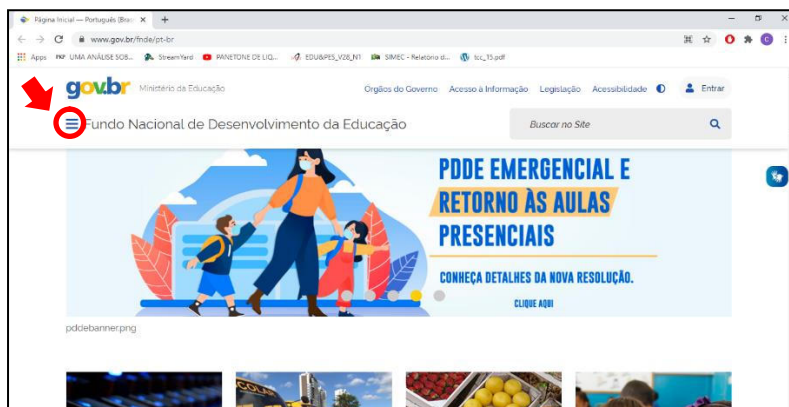 Página Inicial — Português (Bras
www.gov.br/fnde/pt-br
Apps
PKP UMA ANÁLISE SOB...
StreamYard
PANETONE DE LIQ...
EDU&PES_V28_N1
SIMEC - Relatório d...
tcc_15.pdf
gov.br
Ministério da Educação
Órgãos do Governo
Acesso à Informação
Legislação
Acessibilidade
Entrar
Fundo Nacional de Desenvolvimento da Educação
Buscar no Site
PDDE EMERGENCIAL E
RETORNO ÀS AULAS
PRESENCIAIS
CONHEÇA DETALHES DA NOVA RESOLUÇÃO.
CLIQUE AQUI
pddebanner.png